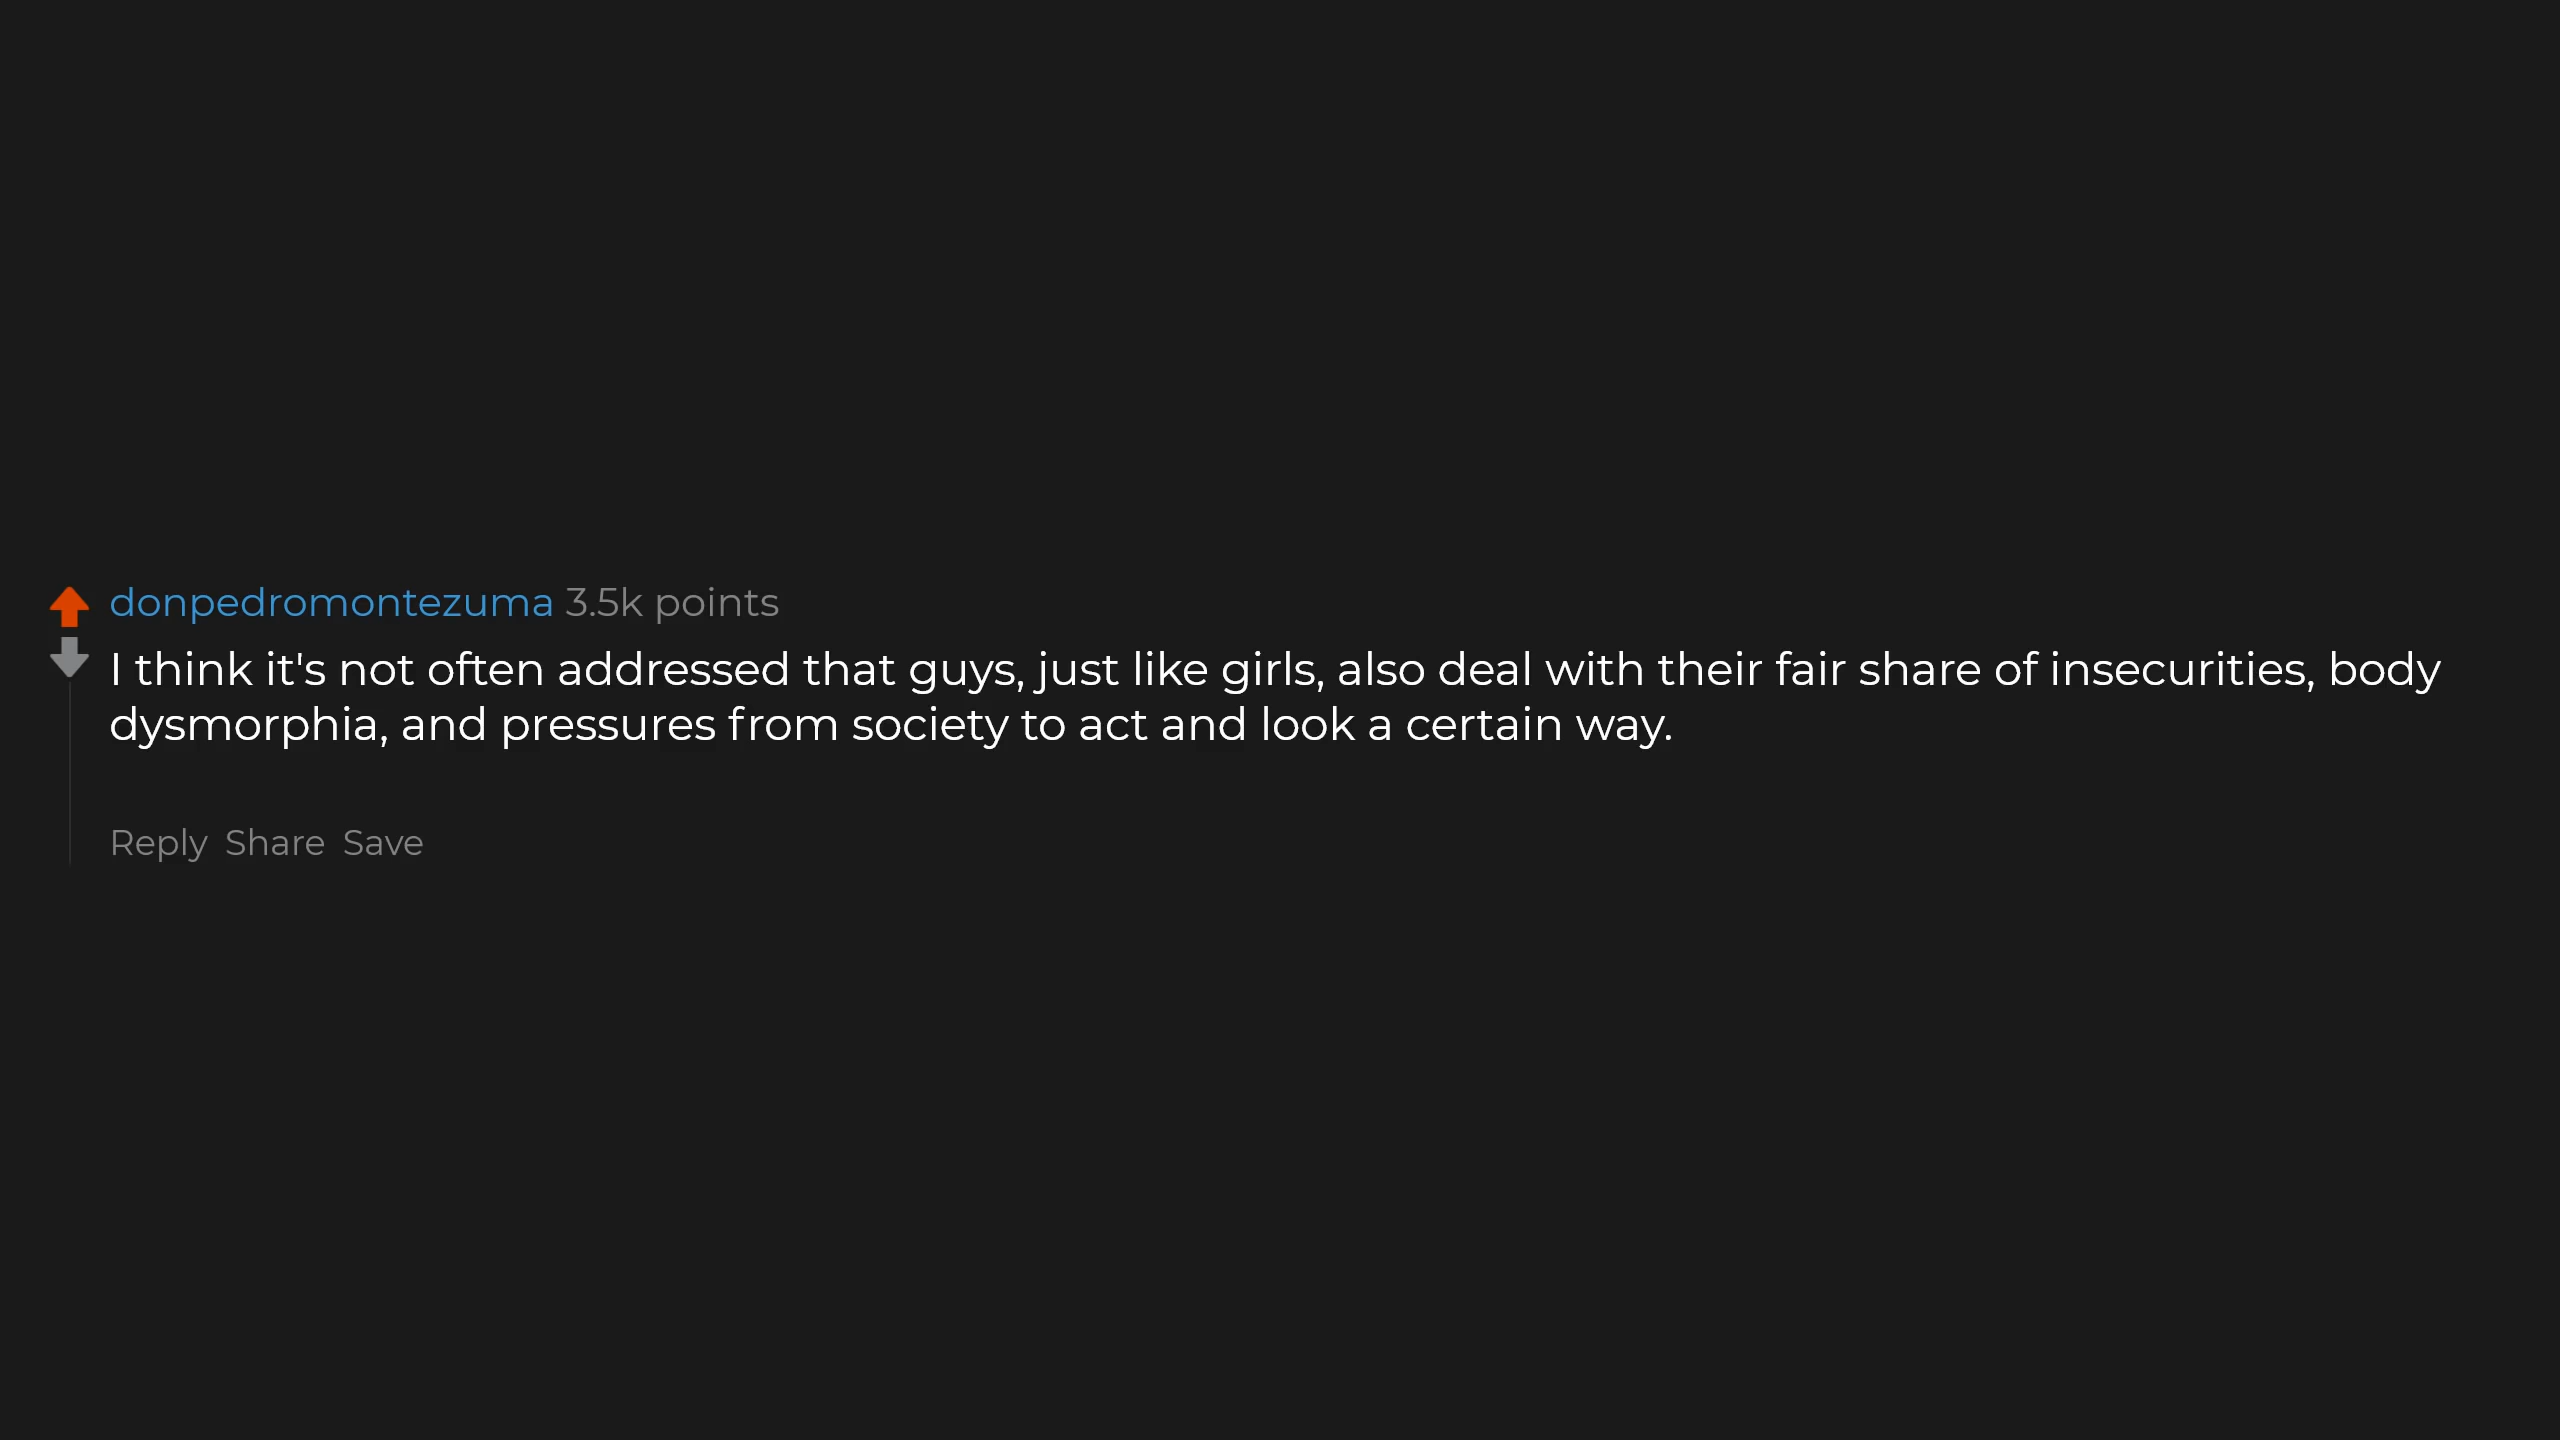 donpedromontezuma 3.5k points
I think it's not often addressed that guys, just like girls, also deal with their fair share of insecurities, body
dysmorphia, and pressures from society to act and look a certain way.
Reply Share Save